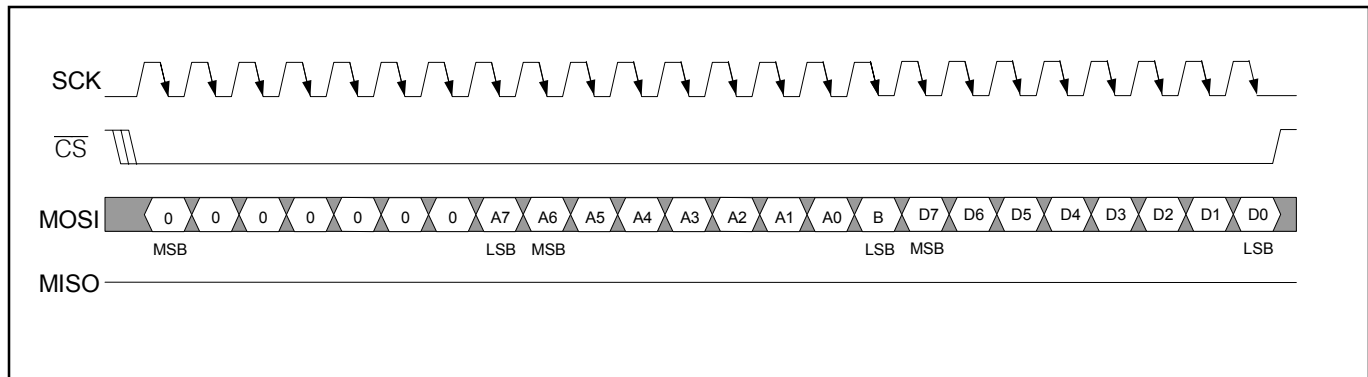 SCK
CS
MOSI 0 0 0 0 0 0 0 A7 A6 A5 A4 A3 A2 A1 A0 B D7 D6 D5 D4 D3 D2 D1 D0
MSB LSB MSB LSB MSB LSB
MISO